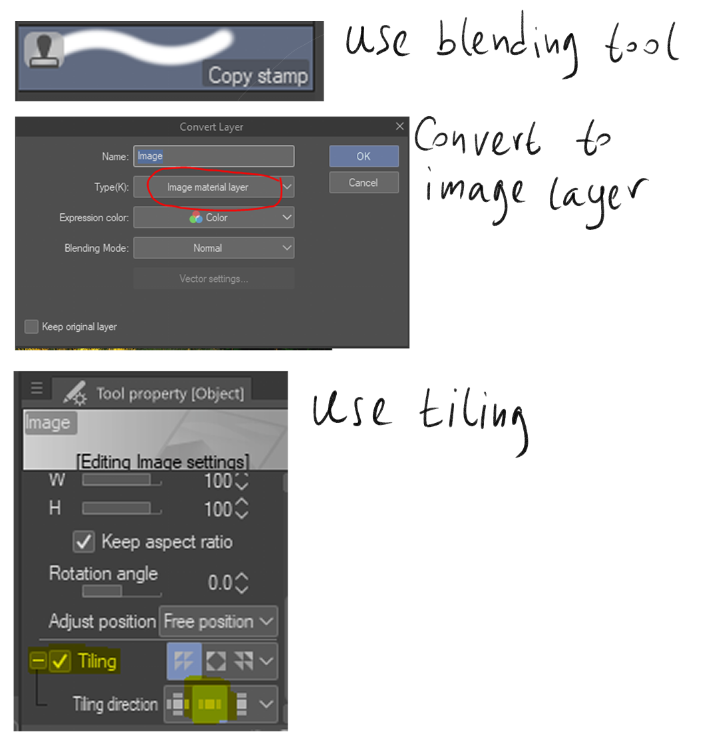 Copy stamp
use blending tool
Convert Layer
Name: Image
OK
Type(K): Image material layer
Cancel
Expression color: Color
Blending Mode: Normal
Vector settings...
Keep original layer
Convert to
image layer
Tool property [Object]
Image
[Editing Image settings]
W 100
H 100
Keep aspect ratio
Rotation angle 0.0
Adjust position Free position
Tiling
Tiling direction
use tiling